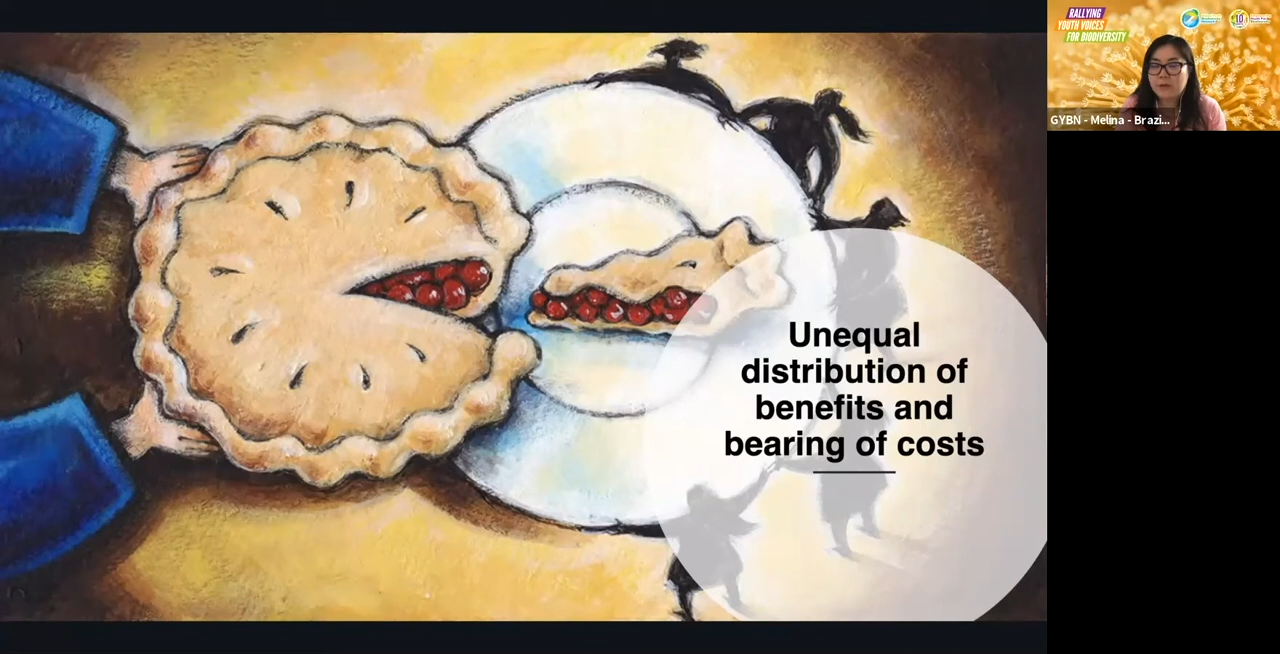 Unequal
distribution of
benefits and
bearing of costs
RALLYING
YOUTH VOICES
FOR BIODIVERSITY
GYBN - Melina - Brazi...